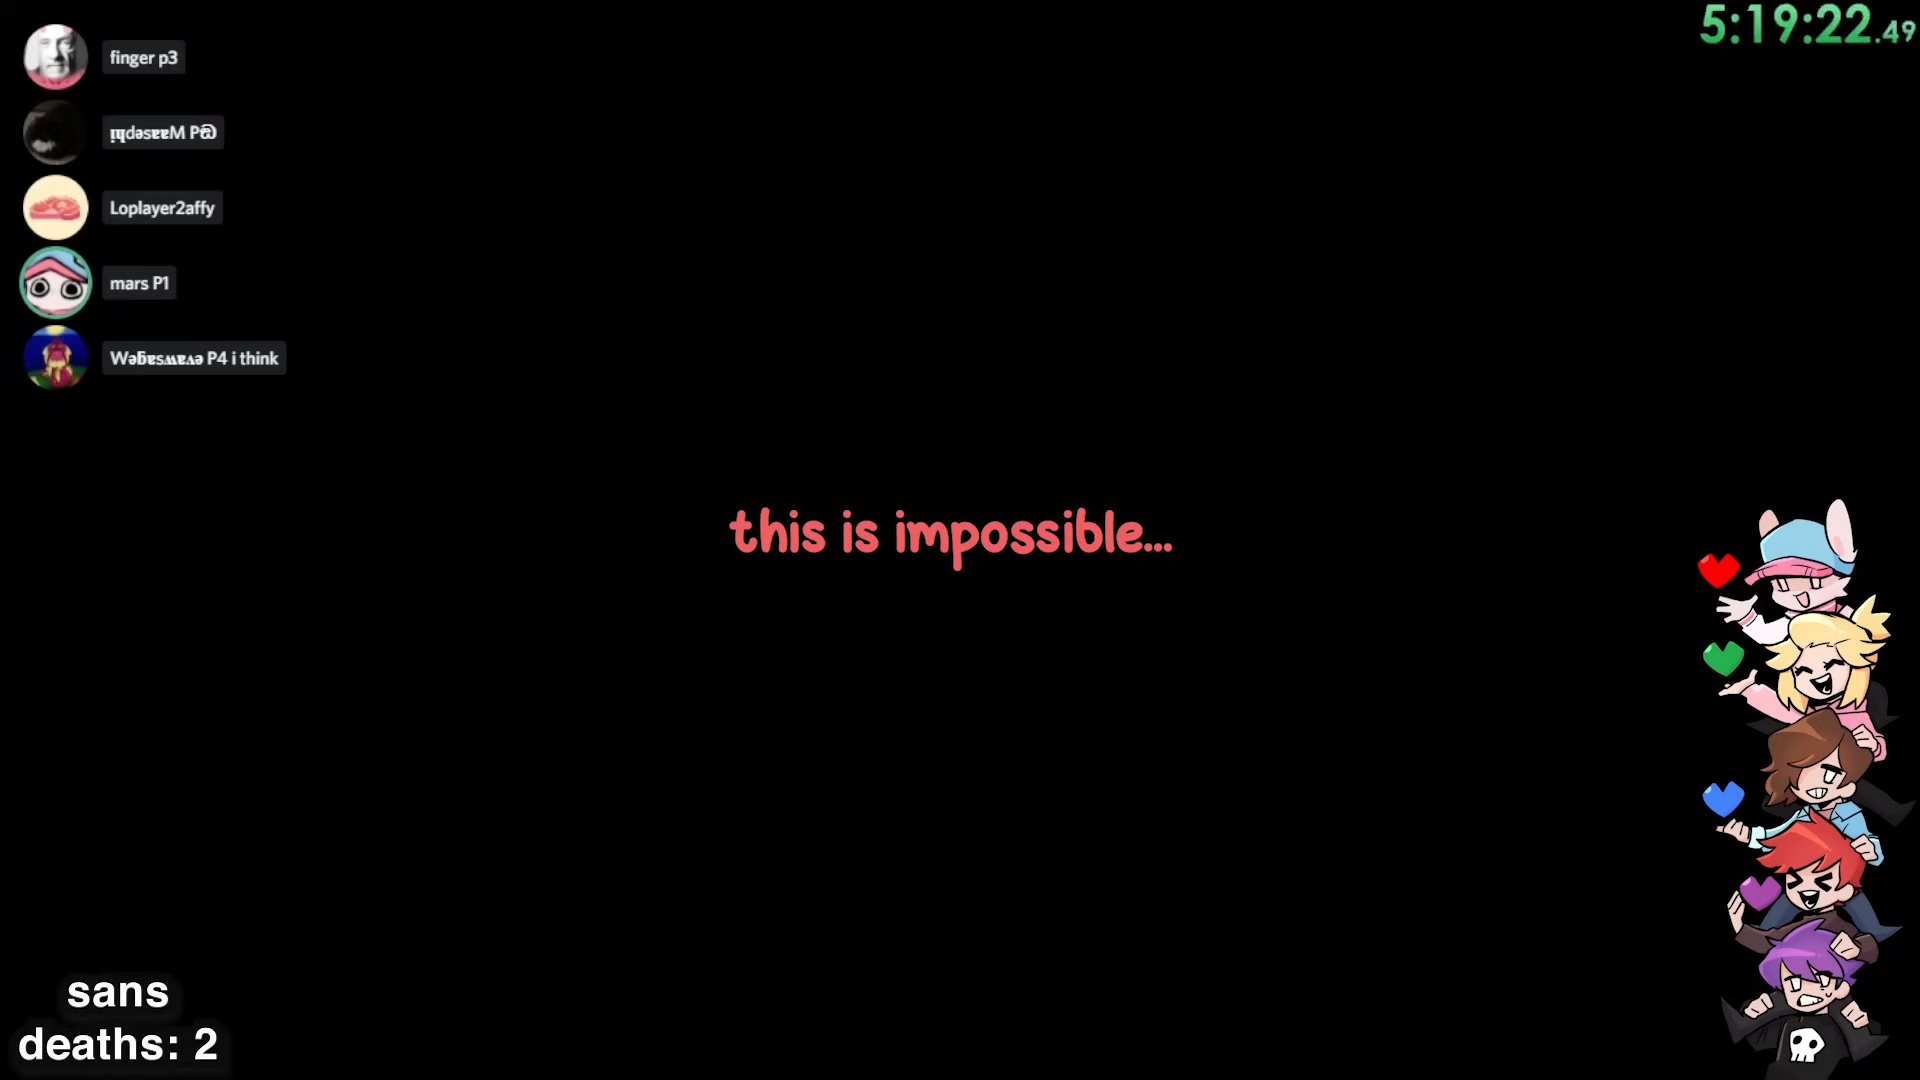 5:19:22.49
finger p3
Loplayer2affy
mars P1
P4 i think
this is impossible...
sans
deaths: 2